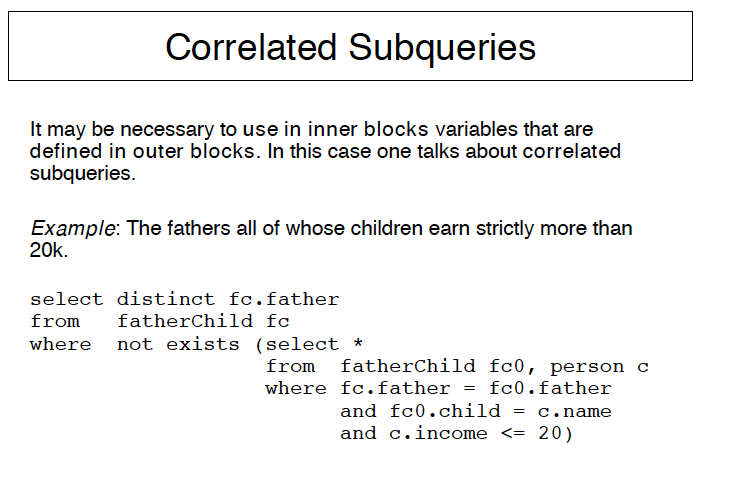 Correlated Subqueries
It may be necessary to use in inner blocks variables that are
defined in outer blocks. In this case one talks about correlated
subqueries.
Example: The fathers all of whose children earn strictly more than
20k.
select distinct fc.father
from   fatherChild fc
where  not exists (select *
                   from  fatherChild fc0, person c
                   where fc.father = fc0.father
                         and fc0.child = c.name
                         and c.income <= 20)